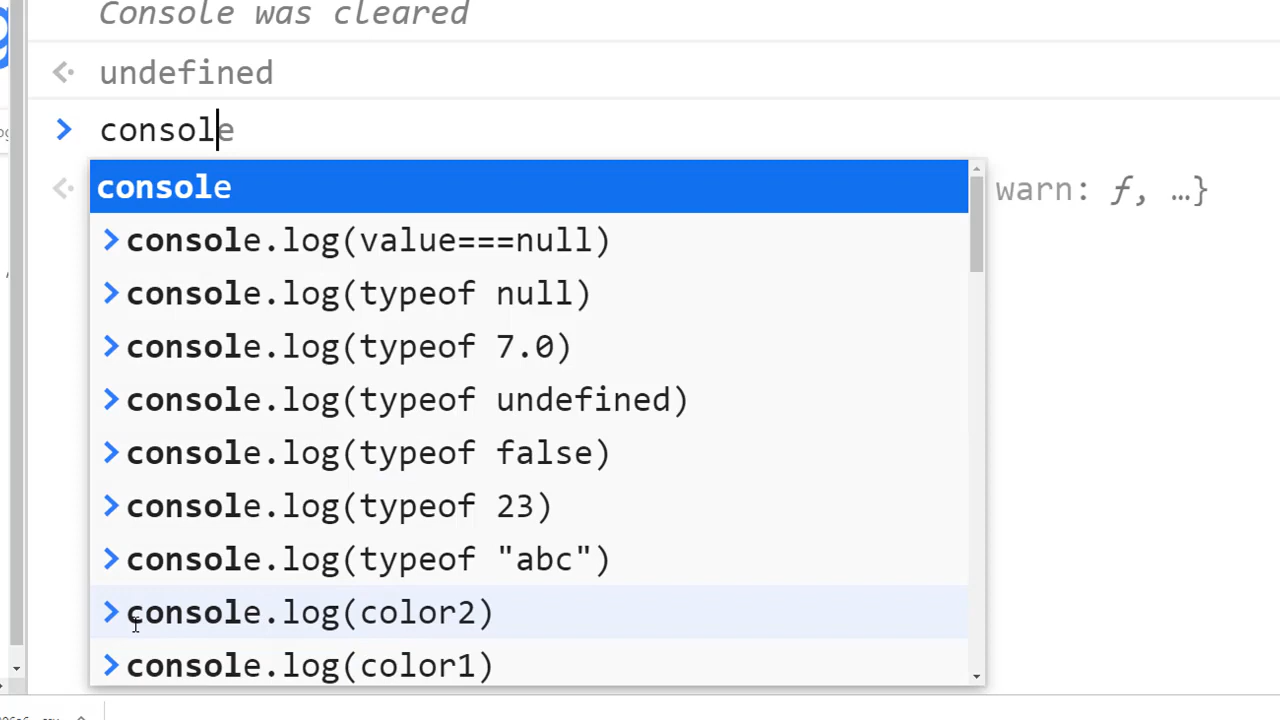 Console was cleared
undefined
console
console
warn: f, …}
console.log(value===null)
console.log(typeof null)
console.log(typeof 7.0)
console.log(typeof undefined)
console.log(typeof false)
console.log(typeof 23)
console.log(typeof "abc")
console.log(color2)
console.log(color1)